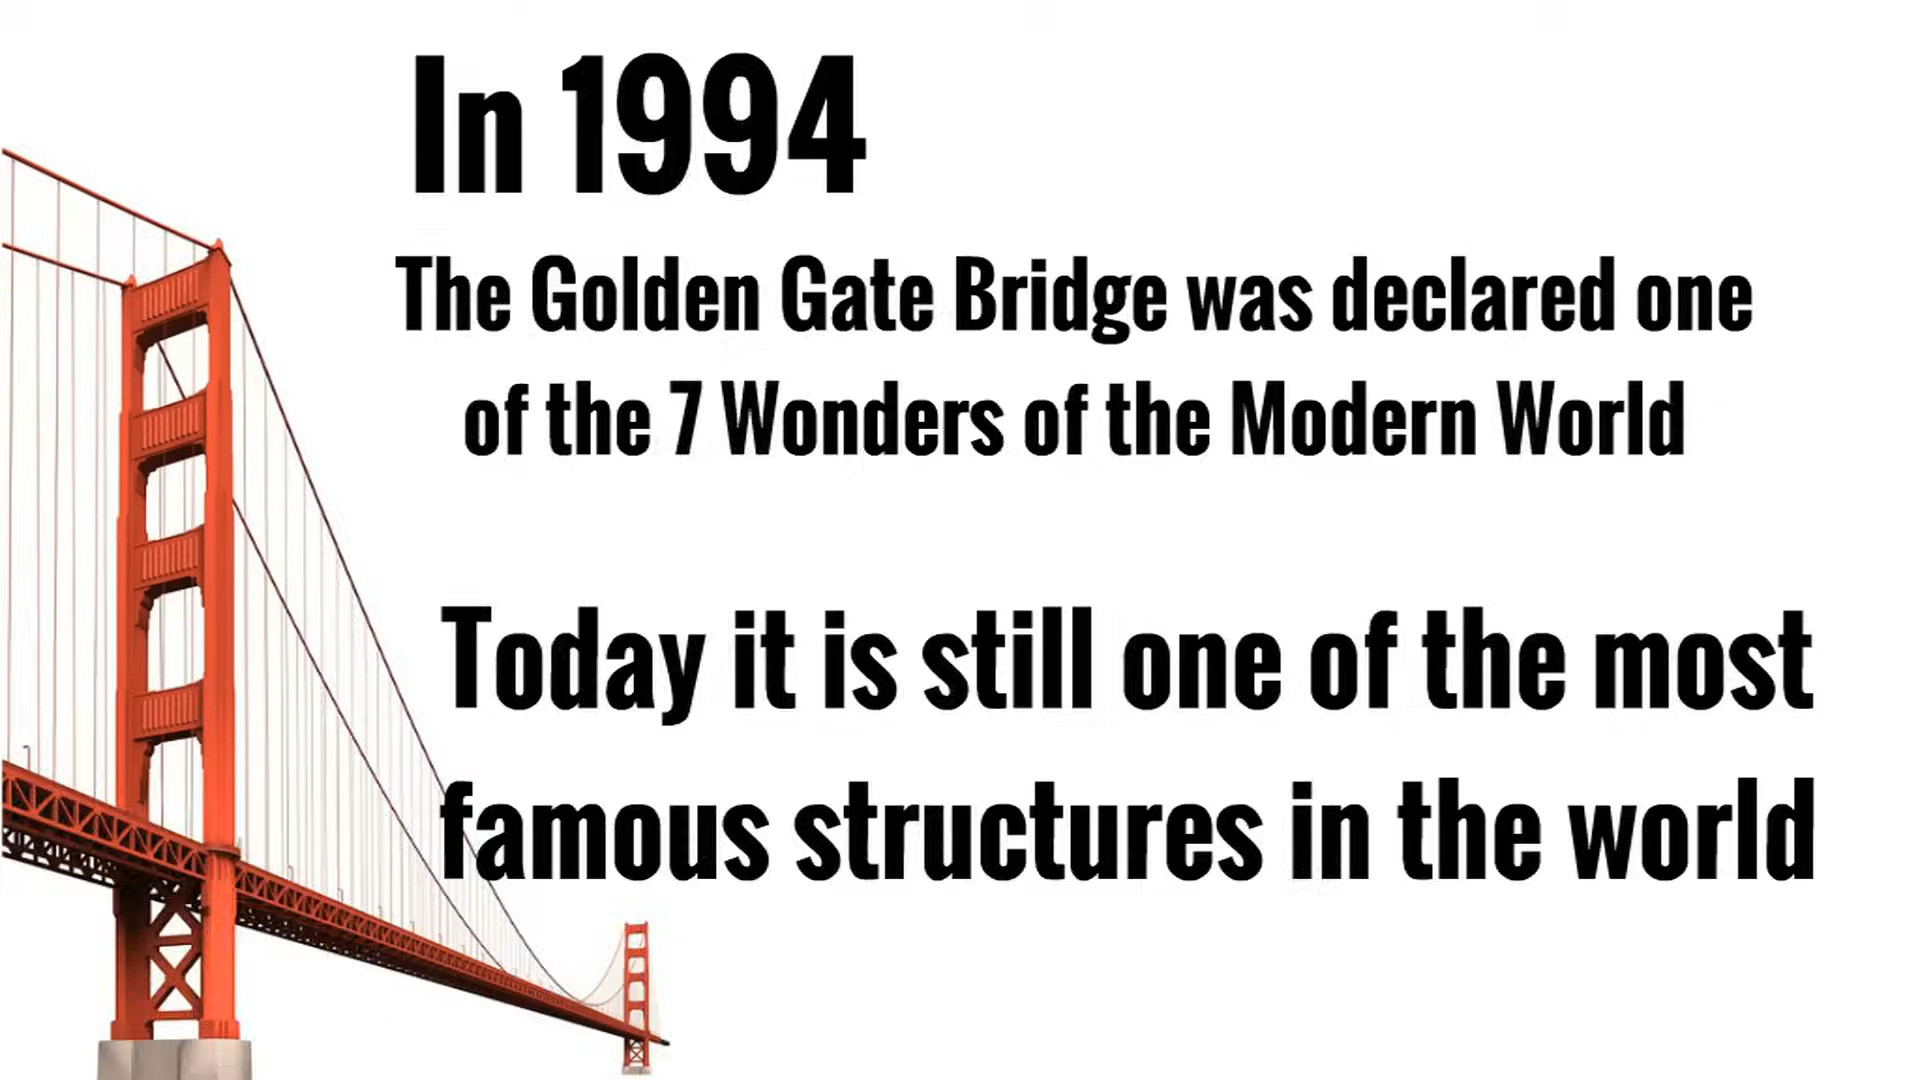 In 1994
The Golden Gate Bridge was declared one
of the 7 Wonders of the Modern World
Today it is still one of the most
famous structures in the world